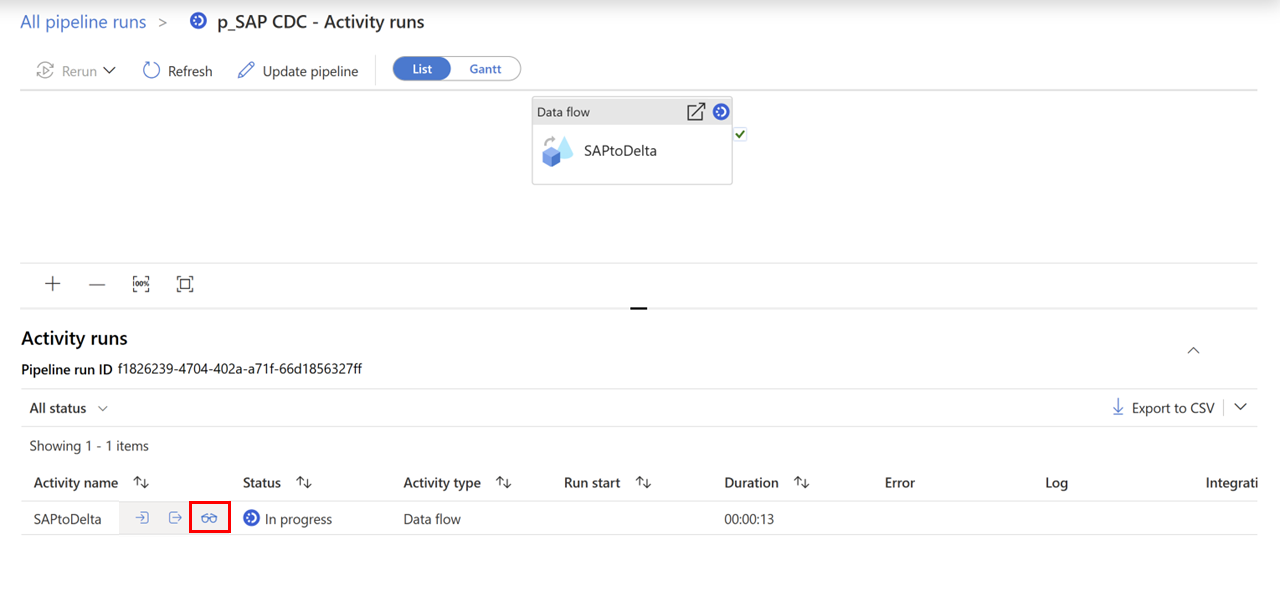 All pipeline runs > p_SAP CDC - Activity runs
Rerun Refresh Update pipeline List Gantt
Data flow
SAPtoDelta
Activity runs
Pipeline run ID f1826239-4704-402a-a71f-66d1856327ff
All status Export to CSV
Showing 1 - 1 items
Activity name Status Activity type Run start Duration Error Log Integrati
SAPtoDelta In progress Data flow 00:00:13